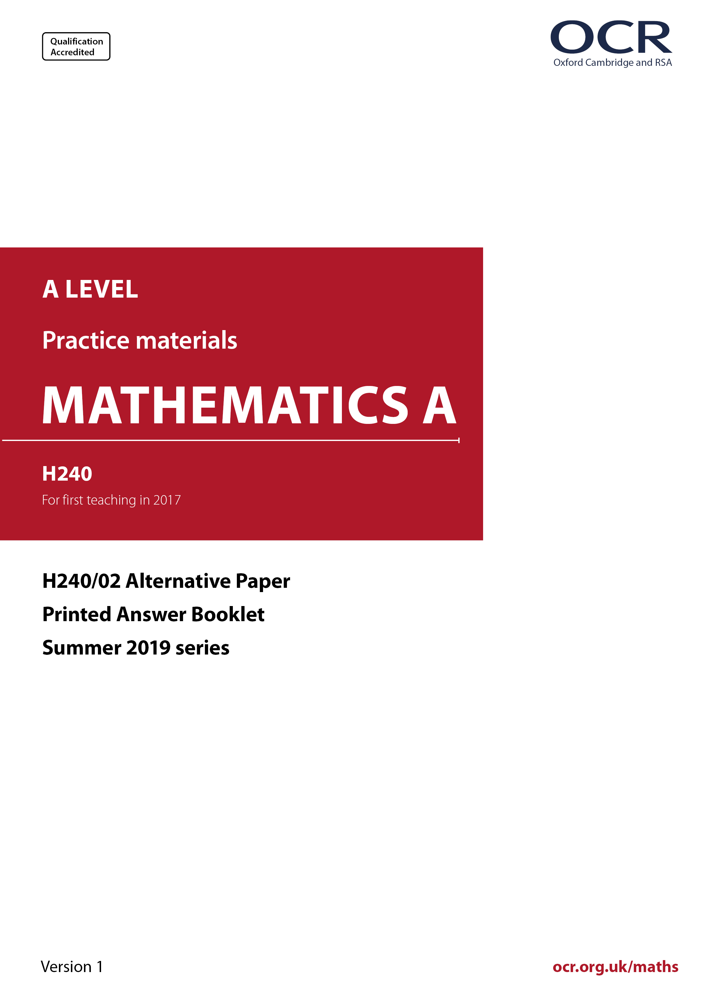 Qualification
Accredited
OCR
Oxford Cambridge and RSA
A LEVEL
Practice materials
MATHEMATICS A
H240
For first teaching in 2017
H240/02 Alternative Paper
Printed Answer Booklet
Summer 2019 series
Version 1
ocr.org.uk/maths